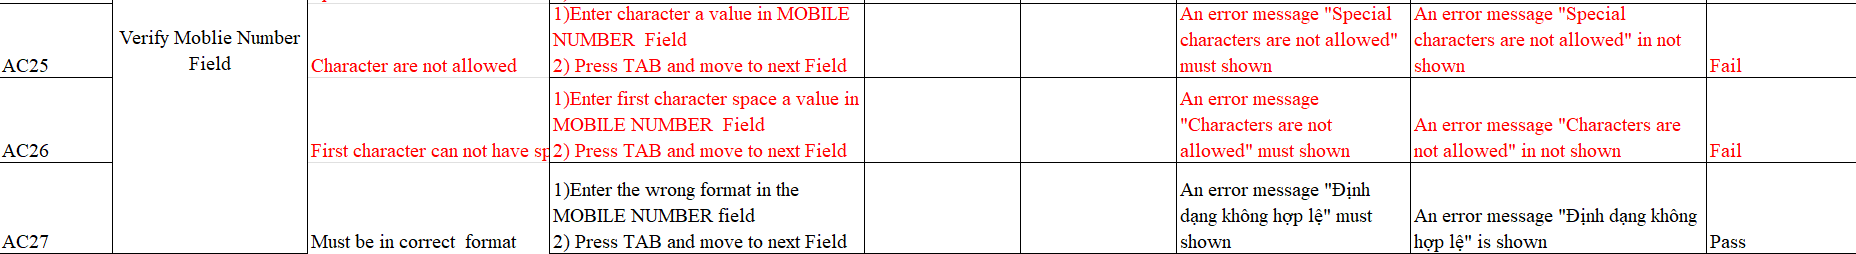 AC25
Verify Moblie Number
Field
Character are not allowed
1)Enter character a value in MOBILE
NUMBER  Field
2) Press TAB and move to next Field
An error message "Special
characters are not allowed"
must shown
An error message "Special
characters are not allowed" in not
shown
Fail
AC26
First character can not have sp
1)Enter first character space a value in
MOBILE NUMBER  Field
2) Press TAB and move to next Field
An error message
"Characters are not
allowed" must shown
An error message "Characters are
not allowed" in not shown
Fail
AC27
Must be in correct  format
1)Enter the wrong format in the
MOBILE NUMBER field
2) Press TAB and move to next Field
An error message "Định
dạng không hợp lệ" must
shown
An error message "Định dạng không
hợp lệ" is shown
Pass